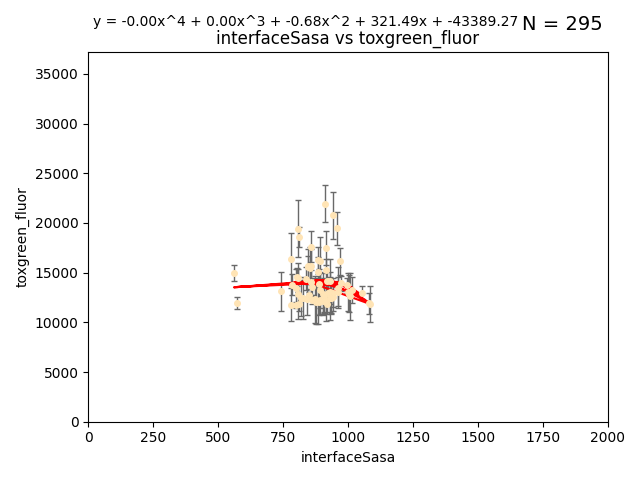 y = -0.00x^4 + 0.00x^3 + -0.68x^2 + 321.49x + -43389.27 N = 295
interfaceSasa vs toxgreen_fluor
35000
30000
25000
20000
15000
10000
5000
0
toxgreen_fluor
0 250 500 750 1000 1250 1500 1750 2000
interfaceSasa